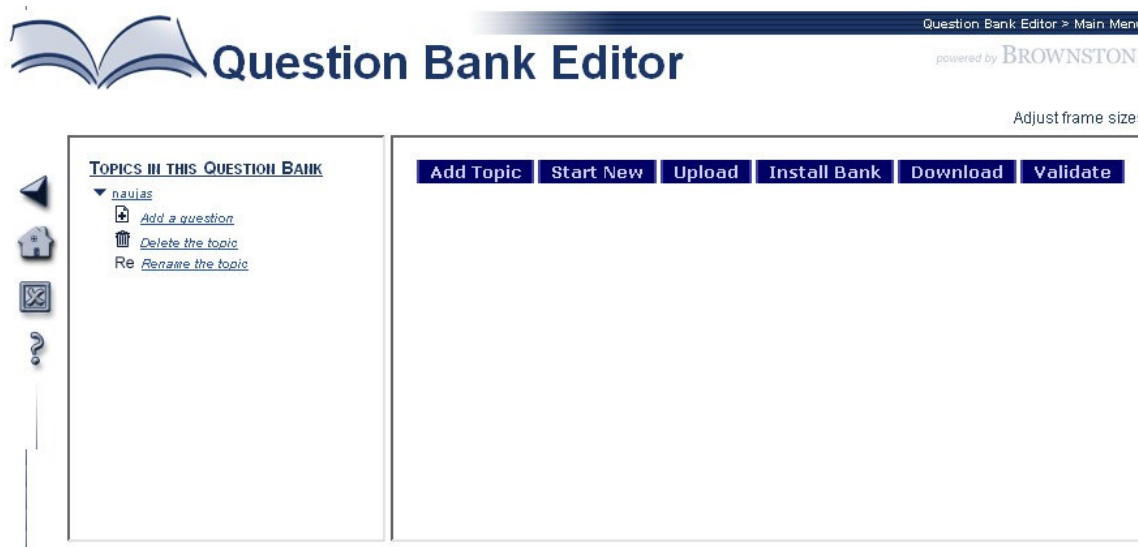 Question Bank Editor > Main Menu
Question Bank Editor
powered by BROWNSTON
Adjust frame sizes
TOPICS IN THIS QUESTION BANK
naujas
Add a question
Delete the topic
Re Rename the topic
Add Topic Start New Upload Install Bank Download Validate
?